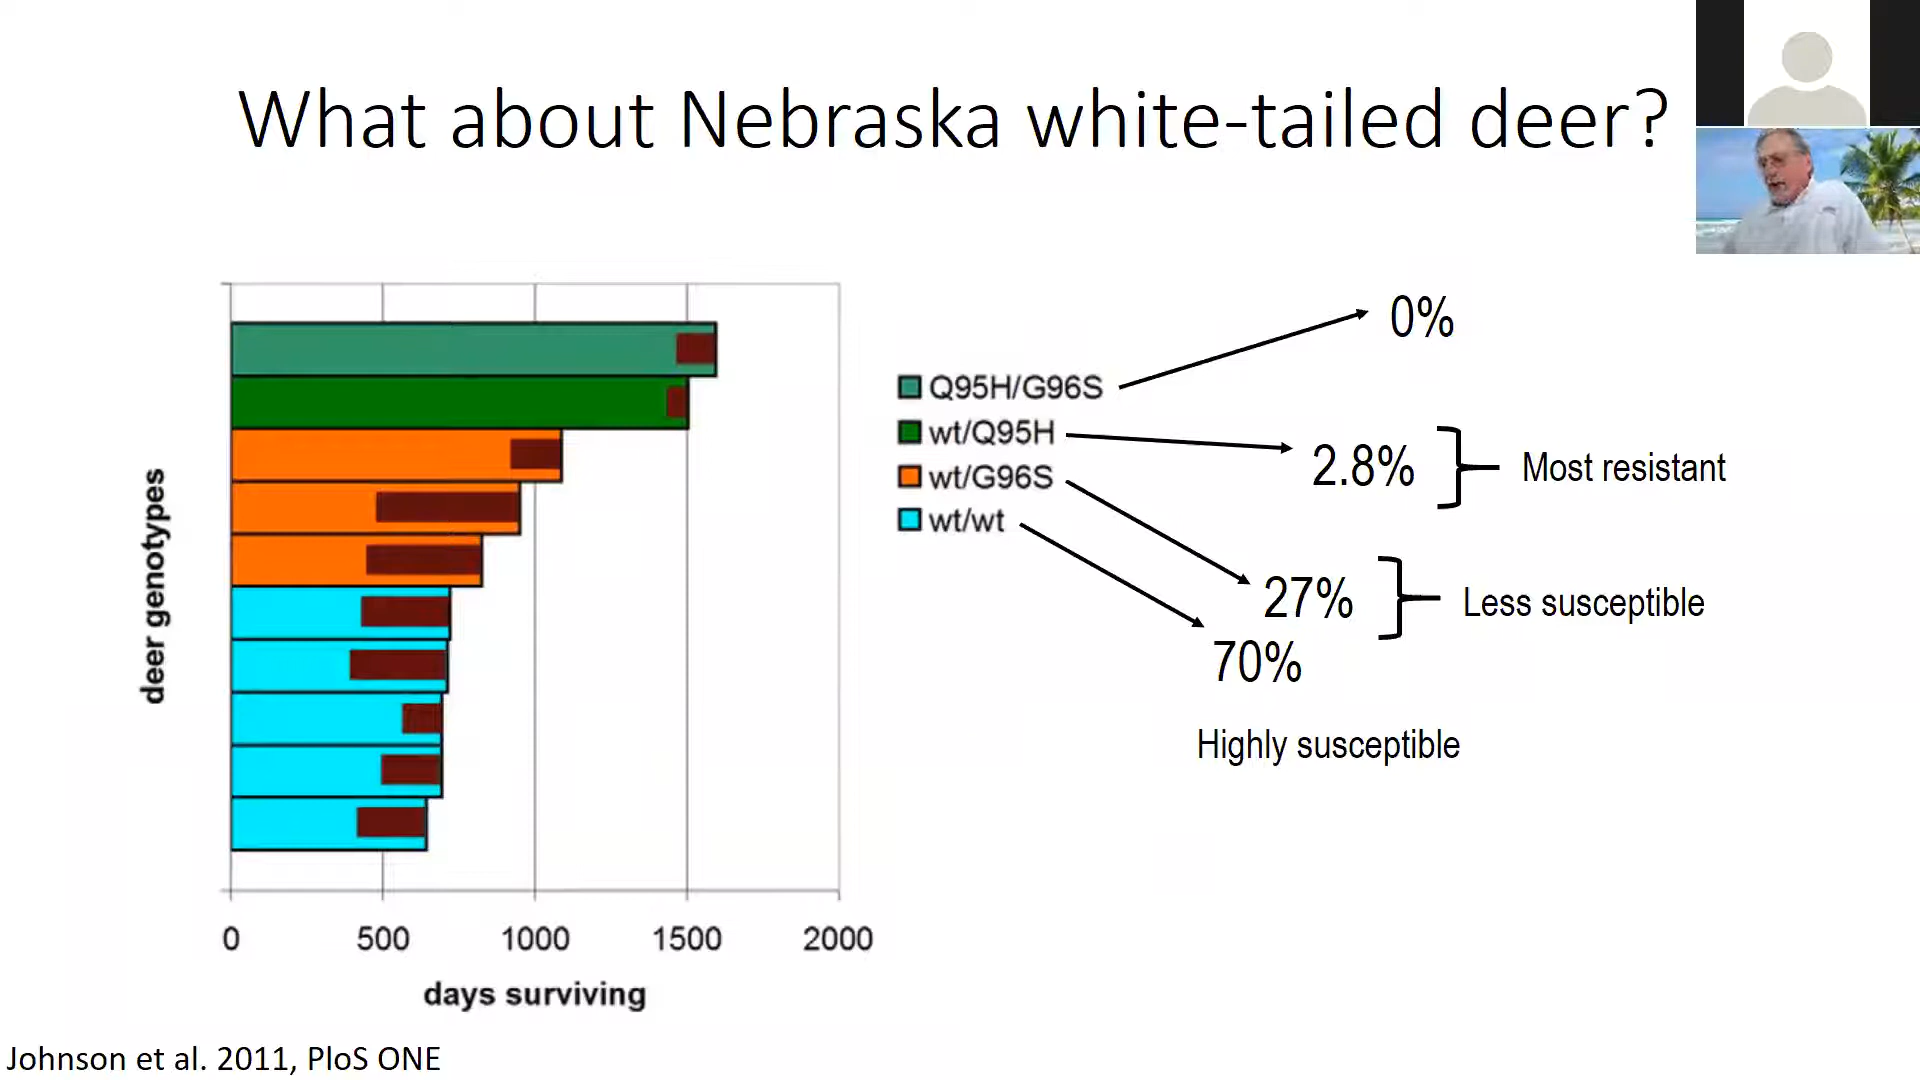 What about Nebraska white-tailed deer?
deer genotypes
0 500 1000 1500 2000
days surviving
Q95H/G96S
wt/Q95H
wt/G96S
wt/wt
0%
2.8%
Most resistant
27%
Less susceptible
70%
Highly susceptible
Johnson et al. 2011, PloS ONE